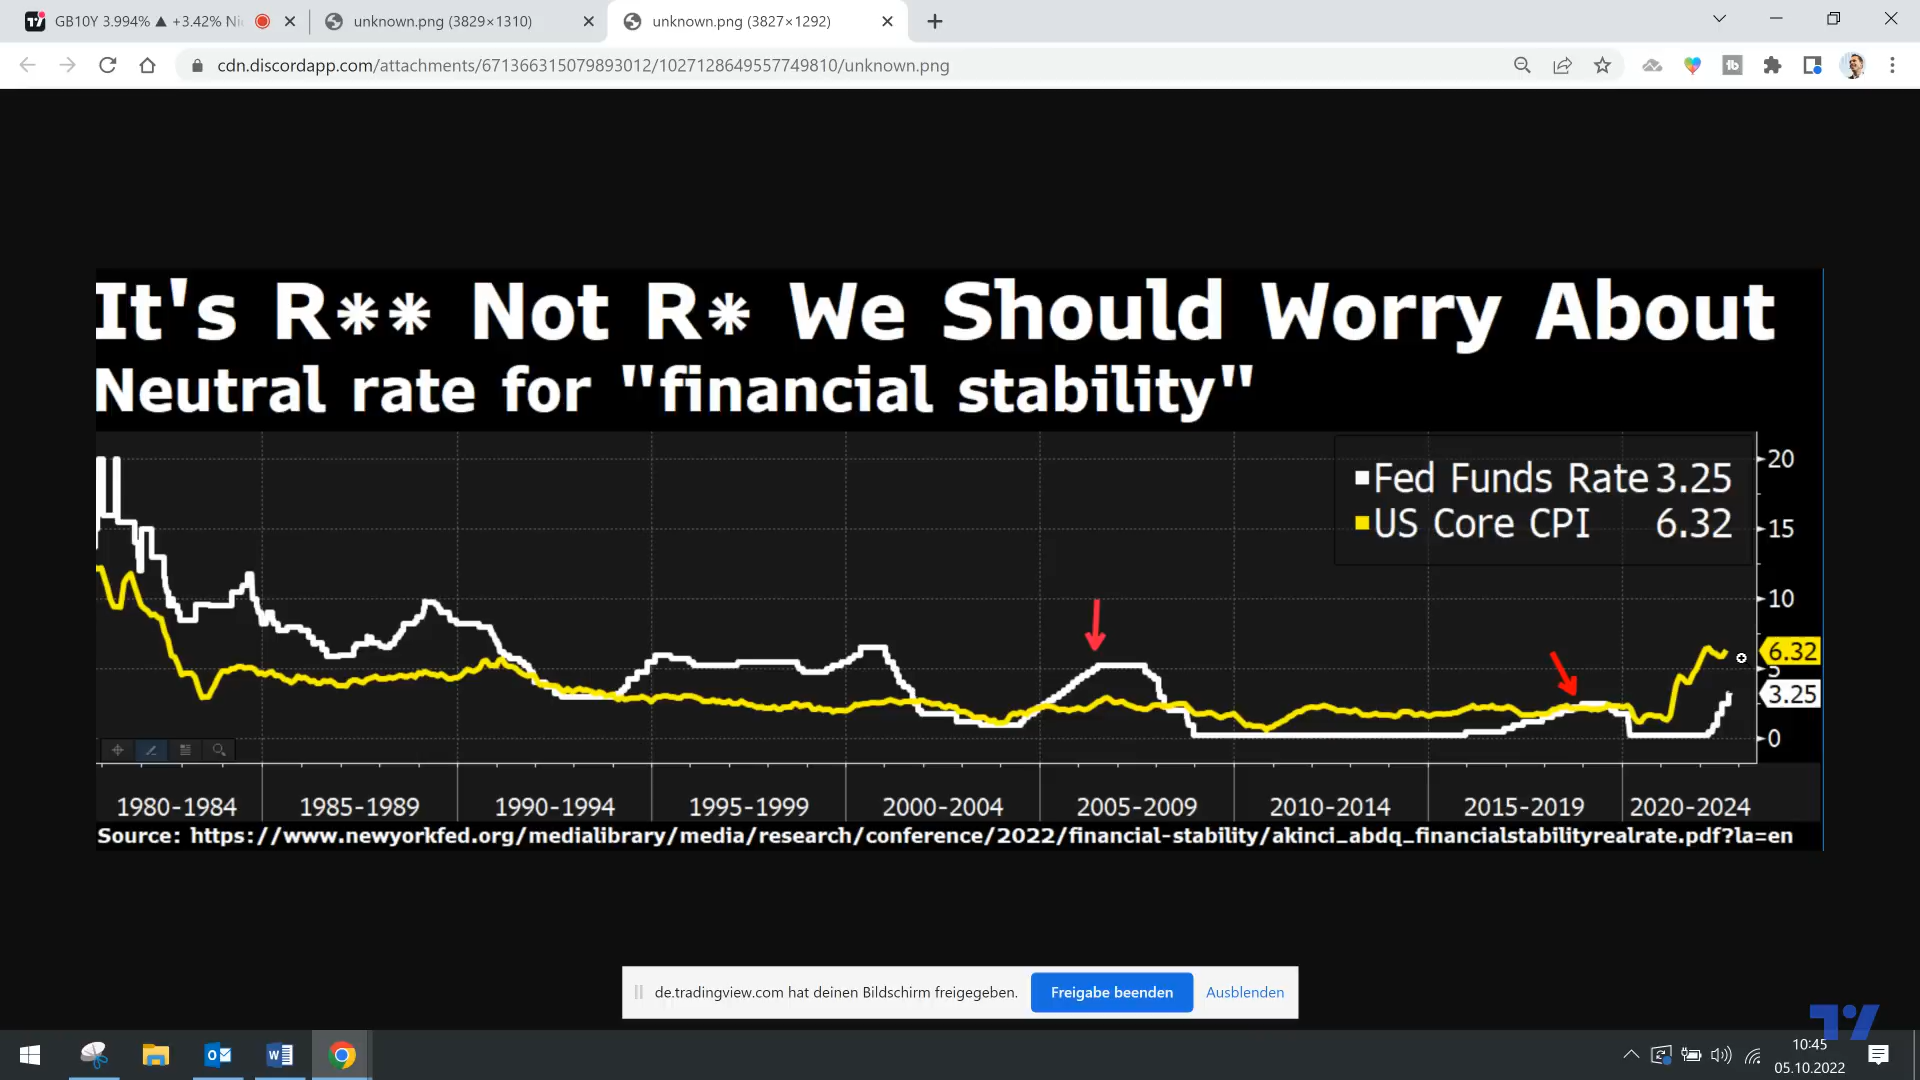 GB10Y 3.994% ▲ +3.42% Ni
unknown.png (3829×1310)
unknown.png (3827×1292)
cdn.discordapp.com/attachments/671366315079893012/1027128649557749810/unknown.png
It's R** Not R* We Should Worry About
Neutral rate for "financial stability"
Fed Funds Rate 3.25
US Core CPI 6.32
20
15
10
6.32
5
3.25
0
1980-1984 1985-1989 1990-1994 1995-1999 2000-2004 2005-2009 2010-2014 2015-2019 2020-2024
Source: https://www.newyorkfed.org/medialibrary/media/research/conference/2022/financial-stability/akinci_abdq_financialstabilityrealrate.pdf?la=en
de.tradingview.com hat deinen Bildschirm freigegeben. Freigabe beenden Ausblenden
10:45
05.10.2022